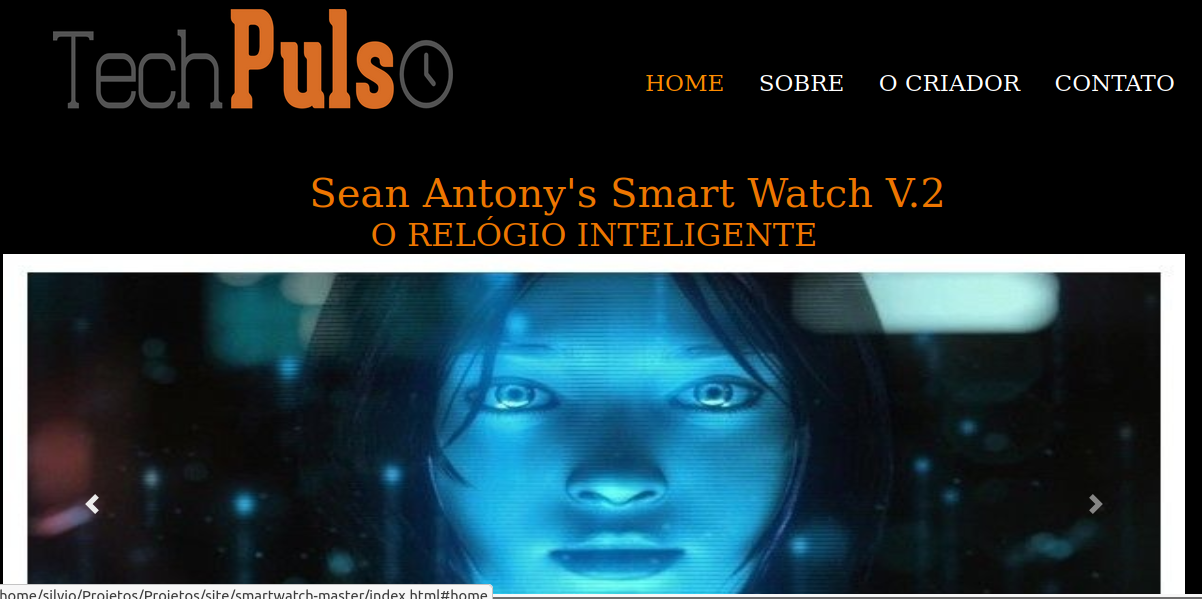 TechPulso
HOME SOBRE O CRIADOR CONTATO
Sean Antony's Smart Watch V.2
O RELÓGIO INTELIGENTE
home/silvio/Projetos/Projetos/site/smartwatch-master/index.html#home